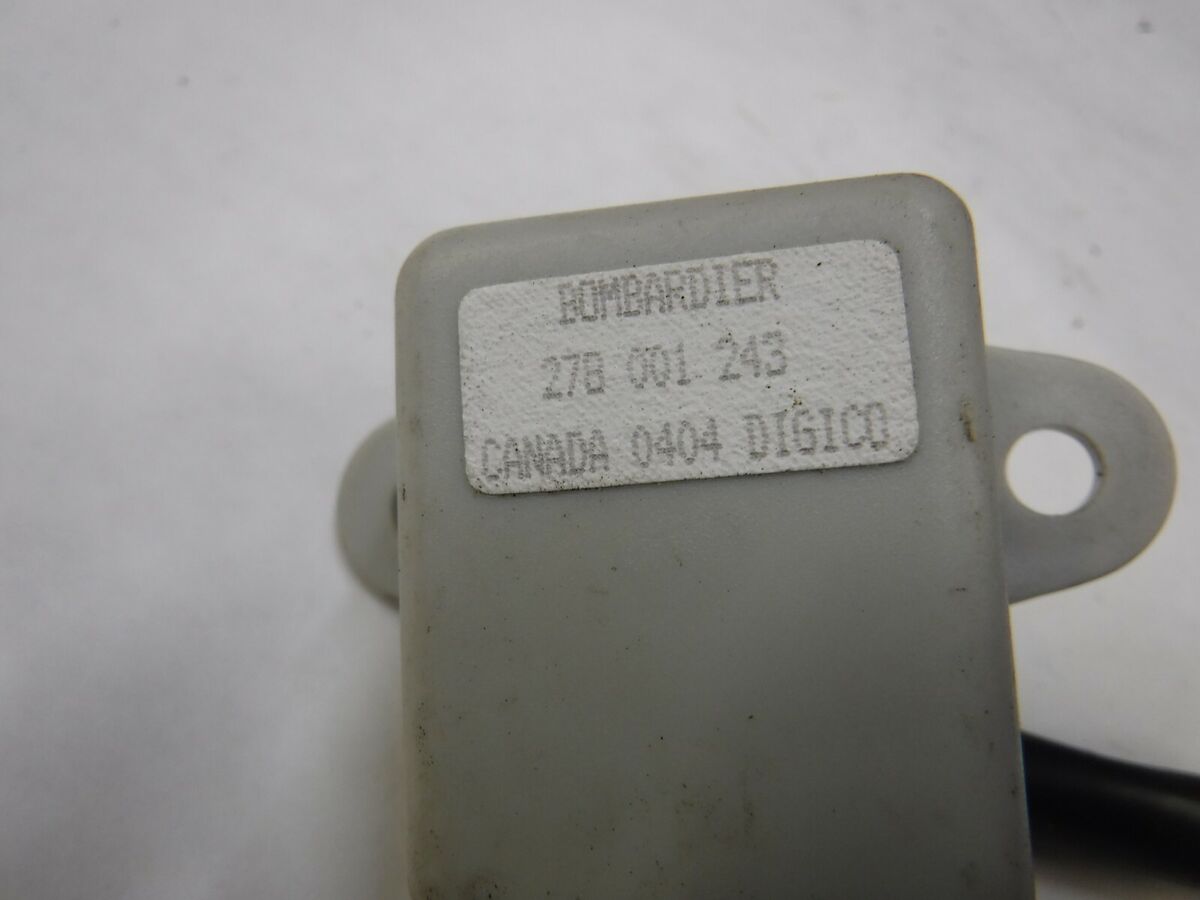 BOMBARDIER
278 001 243
CANADA 0404 DIGICO